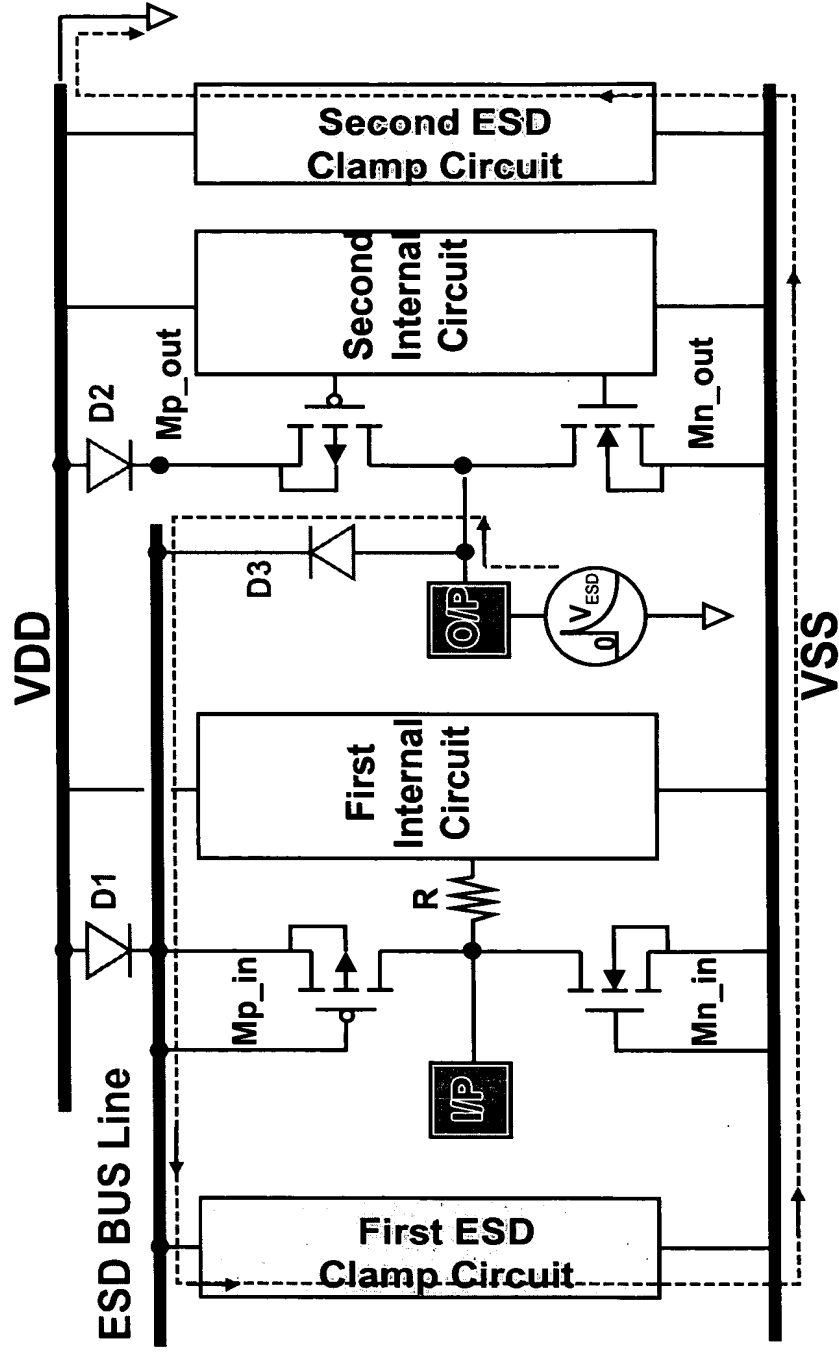 VDD
ESD BUS Line
D1
D2
D3
Mp_in
Mp_out
First ESD
Clamp Circuit
I/P
R
First
Internal
Circuit
O/P
0
VESD
Second
Internal
Circuit
Second ESD
Clamp Circuit
Mn_in
Mn_out
VSS